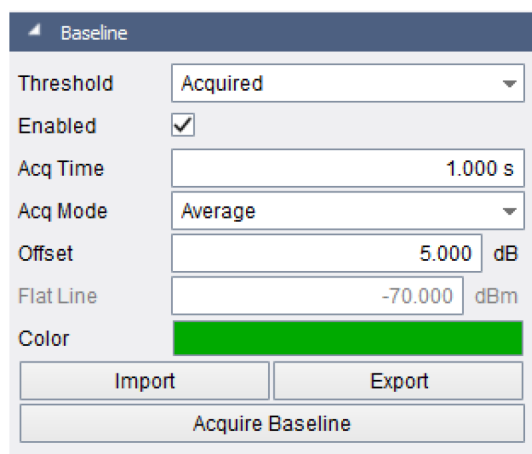 Baseline
Threshold Acquired
Enabled
Acq Time 1.000 s
Acq Mode Average
Offset 5.000 dB
Flat Line -70.000 dBm
Color
Import Export
Acquire Baseline